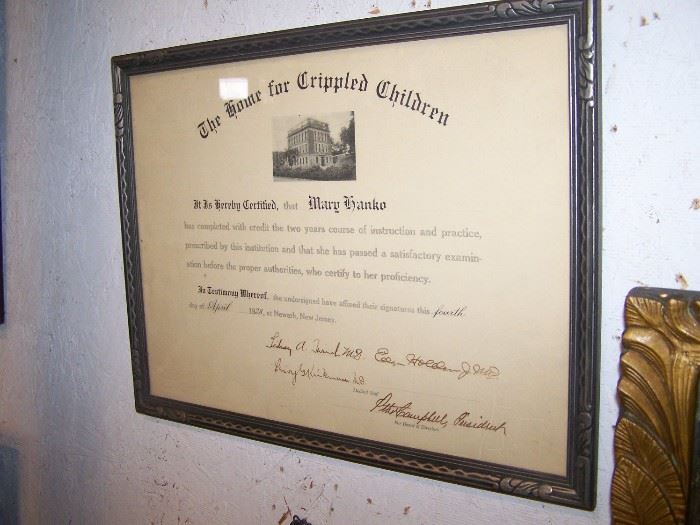 The Home for Crippled Children
It Is Hereby Certified, that Mary Hanko
has completed with credit the two years course of instruction and practice,
prescribed by this institution and that she has passed a satisfactory examin-
ation before the proper authorities, who certify to her proficiency.
In Testimony Whereof, the undersigned have affixed their signatures this fourth
day of April 1928, at Newark, New Jersey.
Sidney A. M.D. M.D.
M.D.
Campbell, President